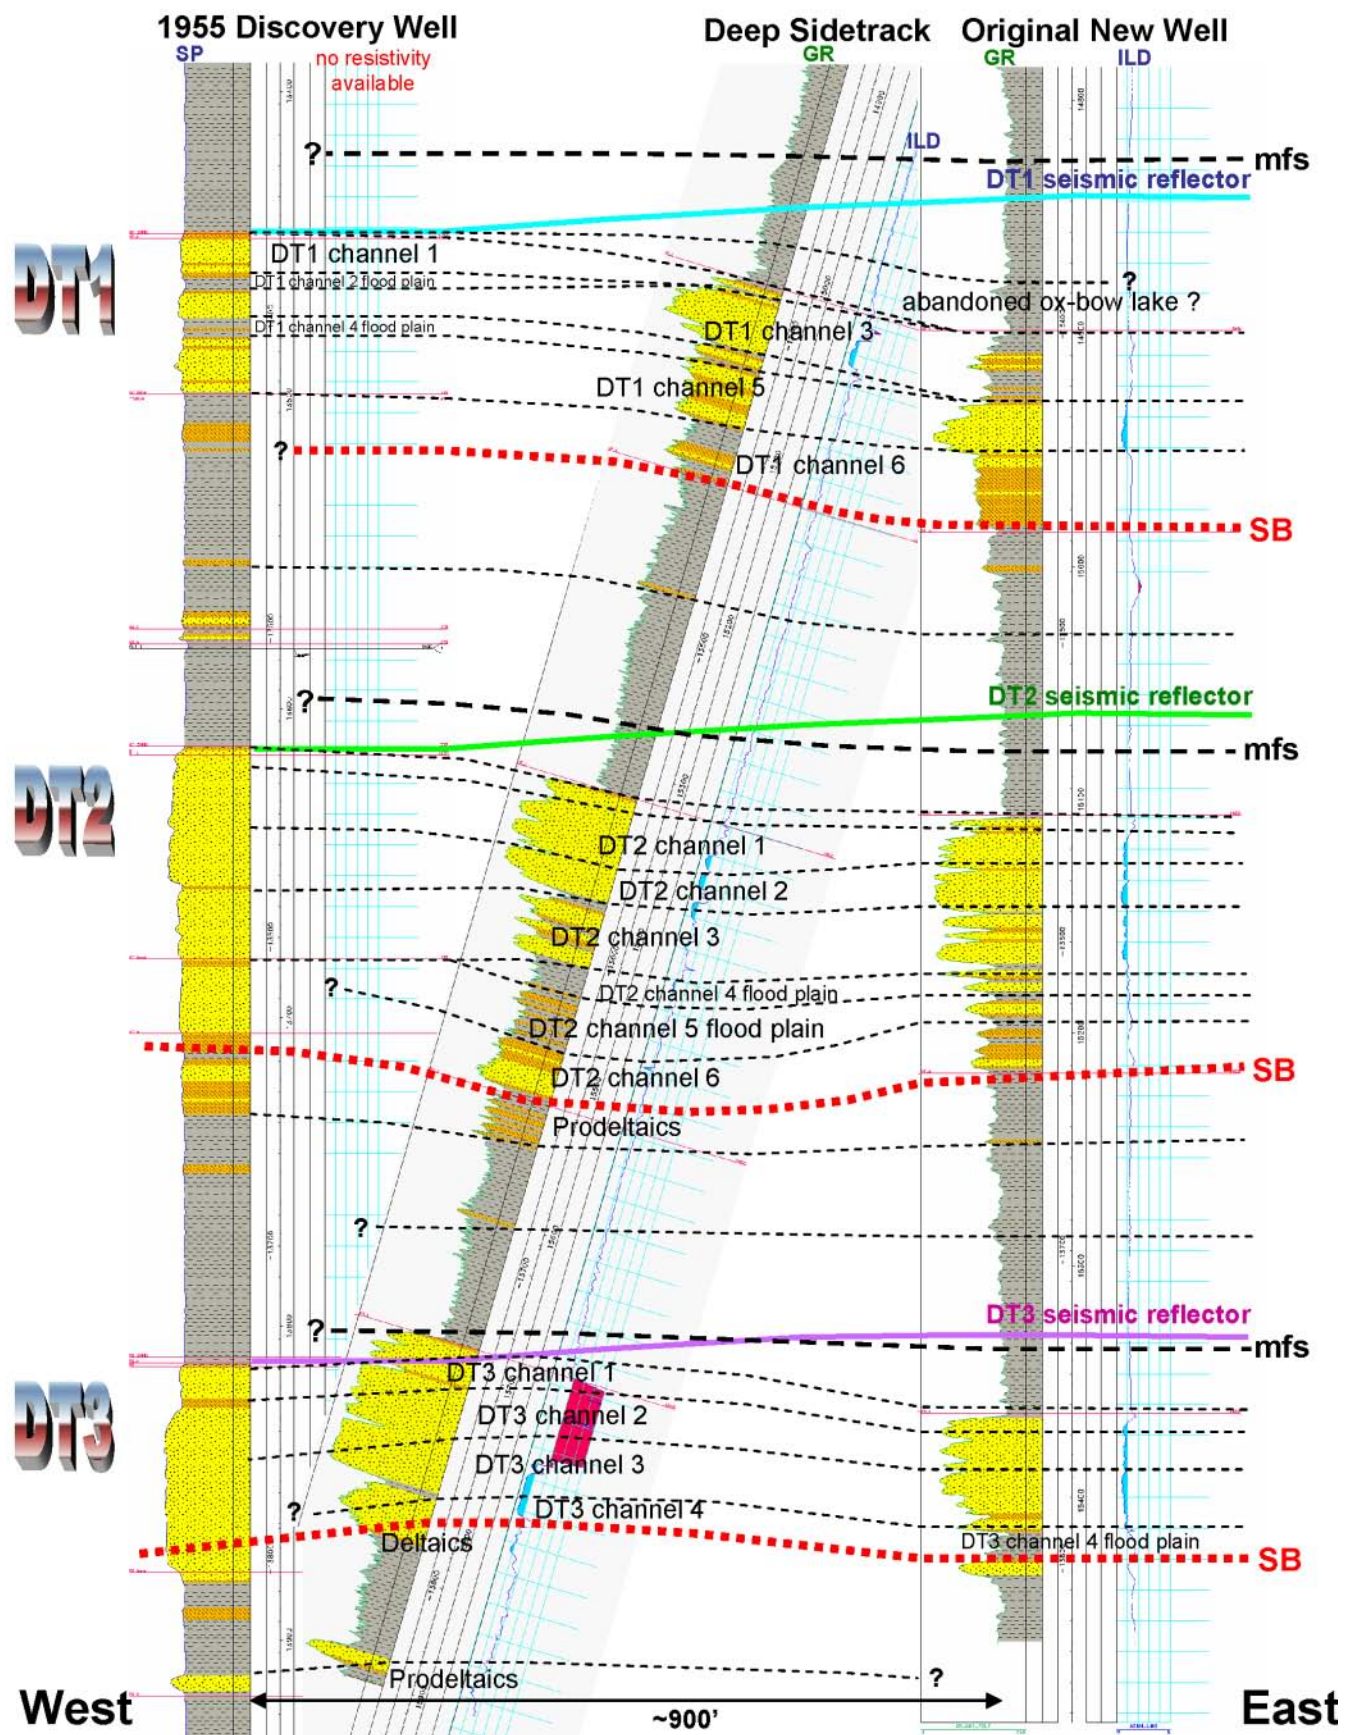 1955 Discovery Well
Deep Sidetrack
Original New Well
SP
no resistivity
available
GR
GR
ILD
ILD
?
mfs
DT1 seismic reflector
DT1
DT1 channel 1
DT1 channel 2 flood plain
?
abandoned ox-bow lake ?
DT1 channel 4 flood plain
DT1 channel 3
DT1 channel 5
?
DT1 channel 6
SB
15000
?
DT2 seismic reflector
mfs
DT2
DT2 channel 1
DT2 channel 2
DT2 channel 3
?
DT2 channel 4 flood plain
DT2 channel 5 flood plain
DT2 channel 6
SB
Prodeltaics
?
DT3 seismic reflector
?
mfs
DT3
DT3 channel 1
DT3 channel 2
DT3 channel 3
?
DT3 channel 4
Deltaics
DT3 channel 4 flood plain
SB
Prodeltaics
?
West
~900'
East